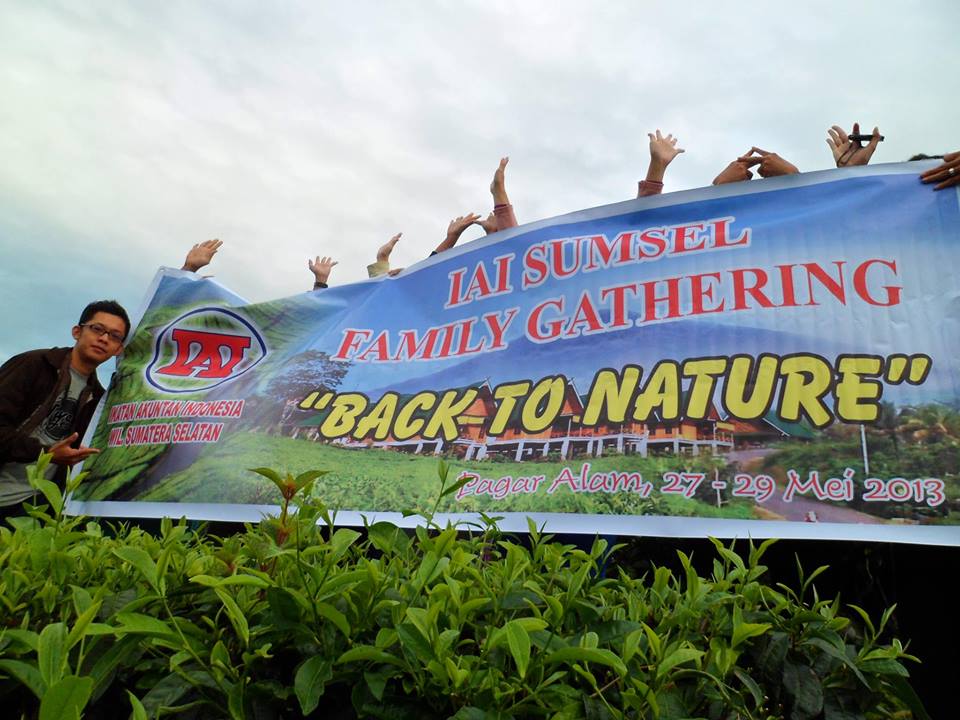 IAI SUMSEL
FAMILY GATHERING
"BACK TO NATURE"
Pagar Alam, 27 - 29 Mei 2013
IAI
IKATAN AKUNTAN INDONESIA
WIL. SUMATERA SELATAN